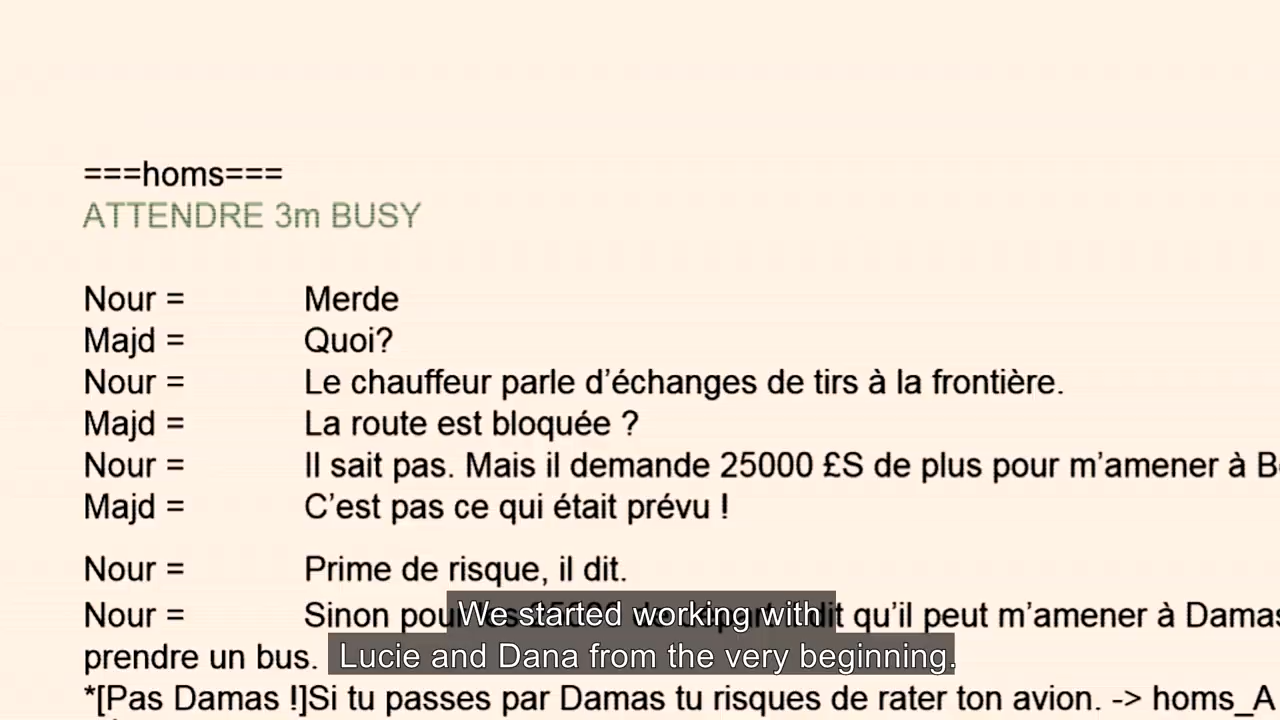 ===homs===
ATTENDRE 3m BUSY
Nour = Merde
Majd = Quoi?
Nour = Le chauffeur parle d’échanges de tirs à la frontière.
Majd = La route est bloquée ?
Nour = Il sait pas. Mais il demande 25000 £S de plus pour m’amener à
Majd = C’est pas ce qui était prévu !
Nour = Prime de risque, il dit.
Nour = Sinon qu’il peut m’amener à Damas
prendre un bus.
*[Pas Damas !]Si tu passes par Damas tu risques de rater ton avion. -> homs_A
We started working with
Lucie and Dana from the very beginning.